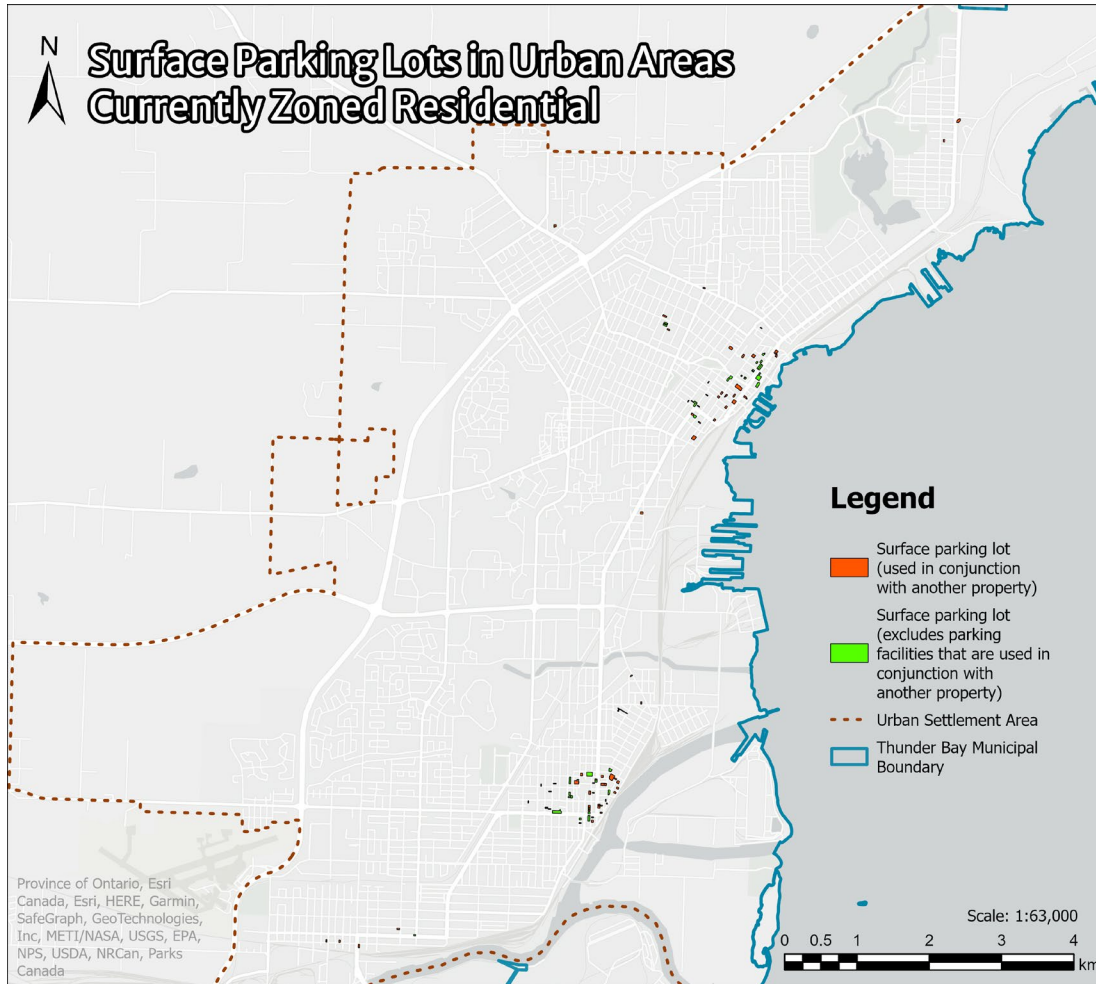 N
Surface Parking Lots in Urban Areas
Currently Zoned Residential
Legend
Surface parking lot
(used in conjunction
with another property)
Surface parking lot
(excludes parking
facilities that are used in
conjunction with
another property)
Urban Settlement Area
Thunder Bay Municipal
Boundary
Province of Ontario, Esri
Canada, Esri, HERE, Garmin,
SafeGraph, GeoTechnologies,
Inc, METI/NASA, USGS, EPA,
NPS, USDA, NRCan, Parks
Canada
Scale: 1:63,000
0 0.5 1 2 3 4
km